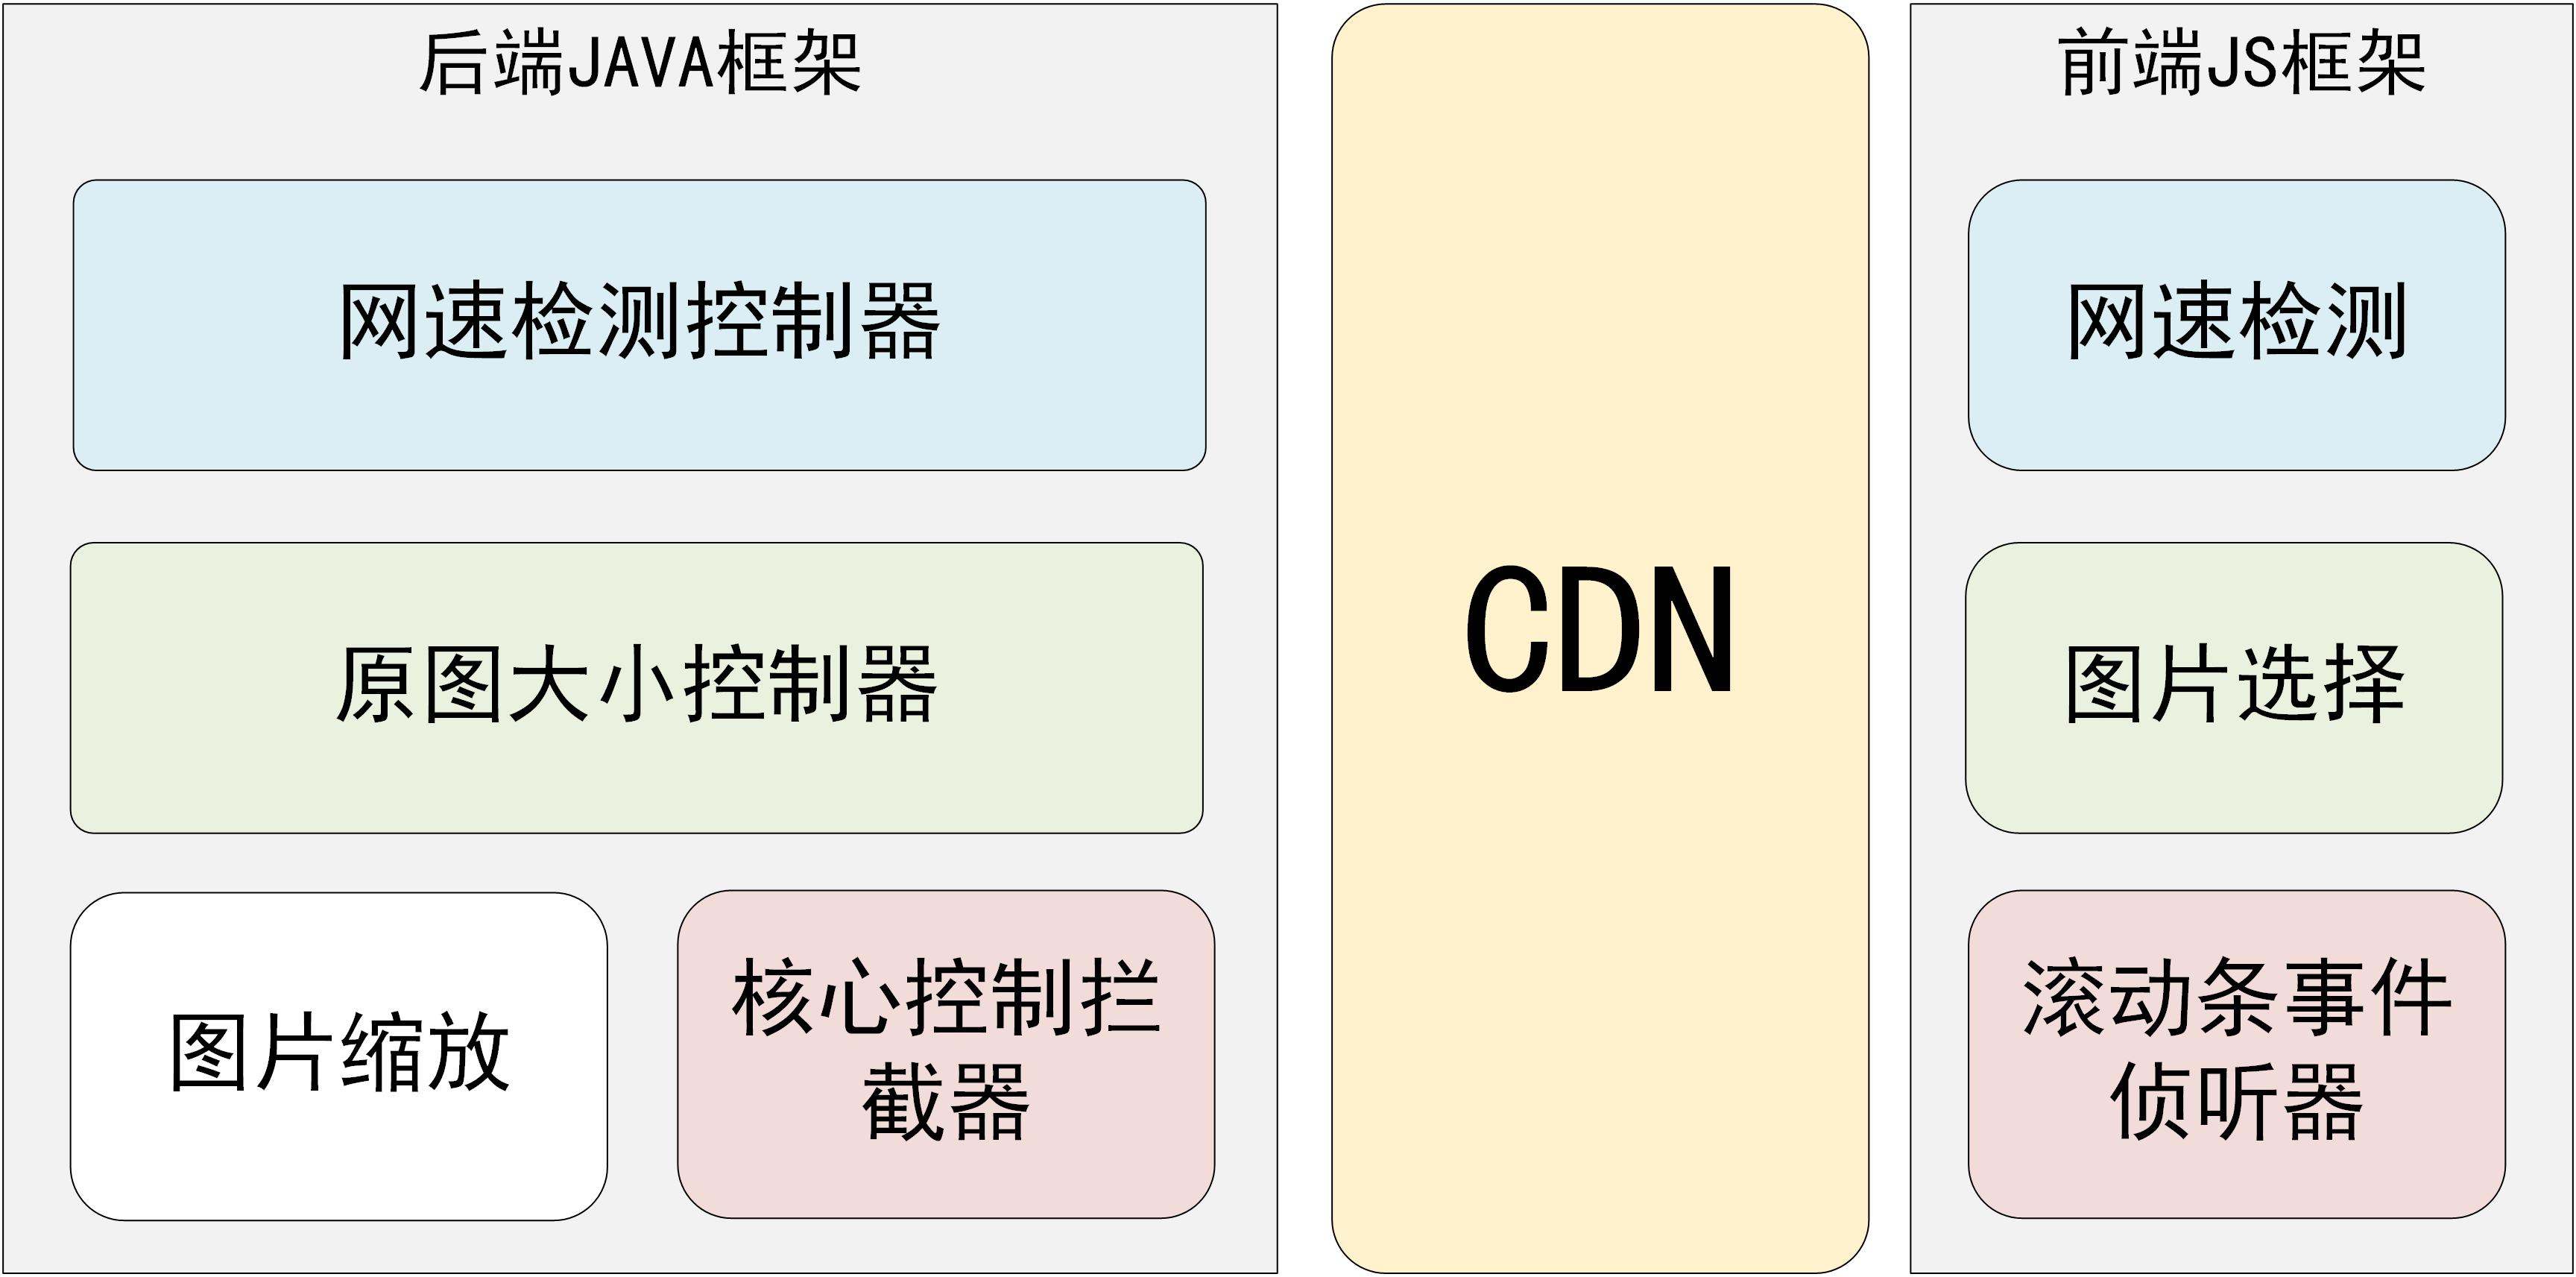 后端JAVA框架
网速检测控制器
原图大小控制器
图片缩放
核心控制拦
截器
CDN
前端JS框架
网速检测
图片选择
滚动条事件
侦听器